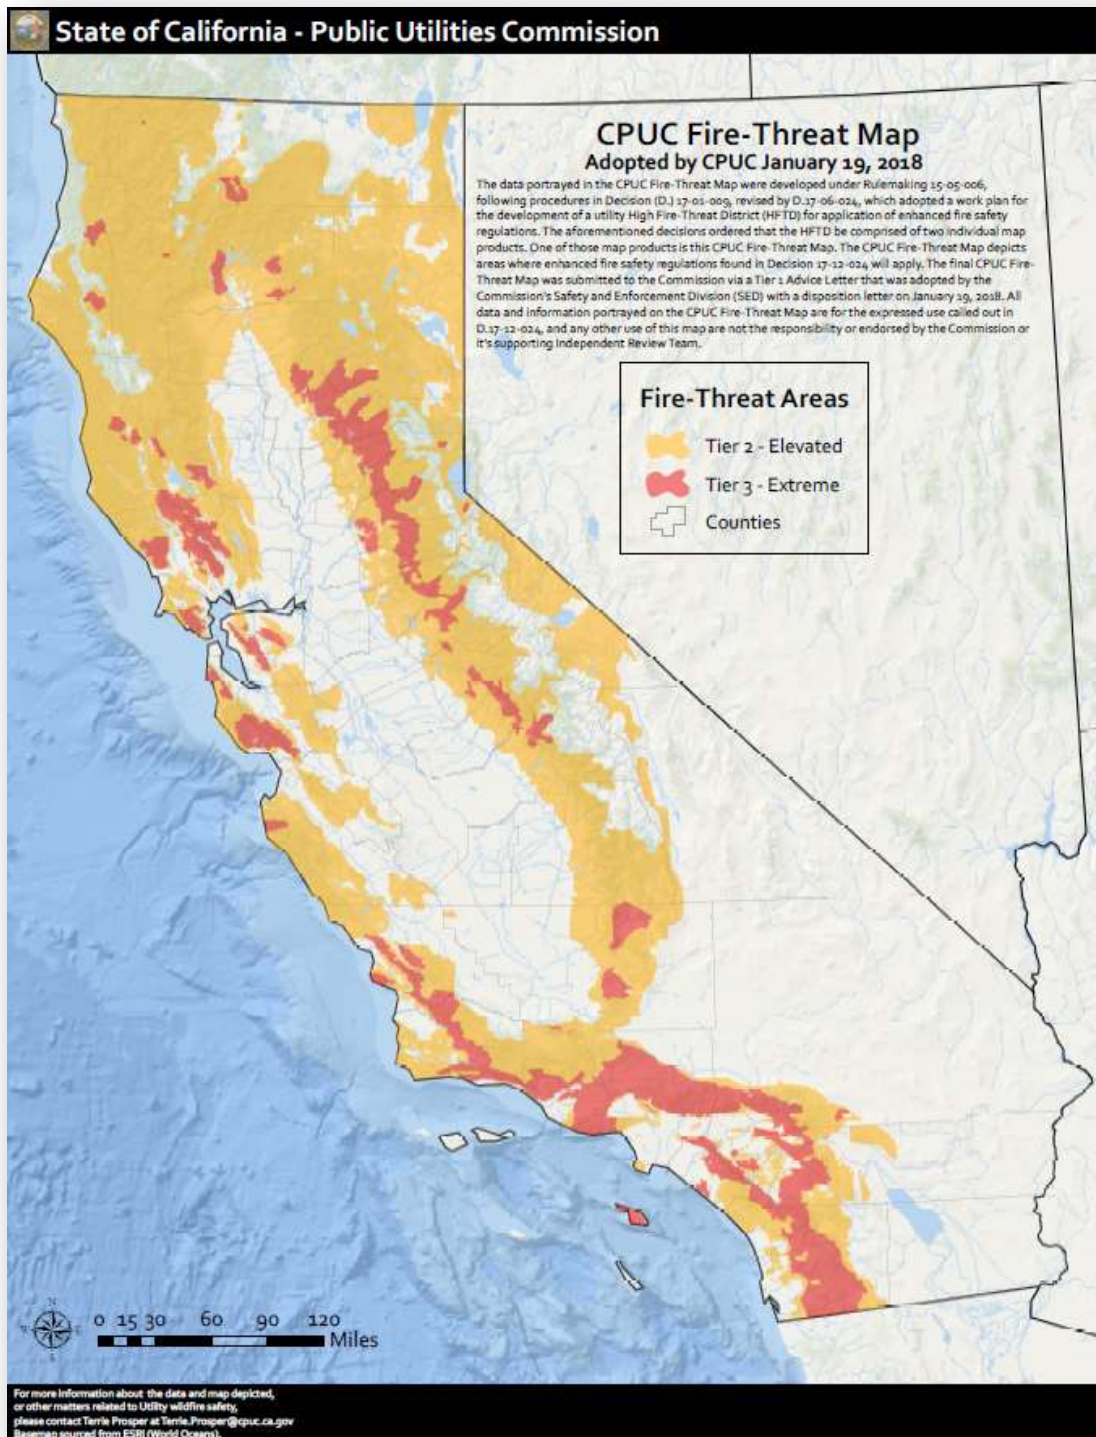 State of California - Public Utilities Commission
CPUC Fire-Threat Map
Adopted by CPUC January 19, 2018
The data portrayed in the CPUC Fire-Threat Map were developed under Rulemaking 15-05-006,
following procedures in Decision (D.) 17-01-009, revised by D.17-06-024, which adopted a work plan for
the development of a utility High Fire-Threat District (HFTD) for application of enhanced fire safety
regulations. The aforementioned decisions ordered that the HFTD be comprised of two individual map
products. One of those map products is this CPUC Fire-Threat Map. The CPUC Fire-Threat Map depicts
areas where enhanced fire safety regulations found in Decision 17-12-024 will apply. The final CPUC Fire-
Threat Map was submitted to the Commission via a Tier 1 Advice Letter that was adopted by the
Commission's Safety and Enforcement Division (SED) with a disposition letter on January 19, 2018. All
data and information portrayed on the CPUC Fire-Threat Map are for the expressed use called out in
D.17-12-024, and any other use of this map are not the responsibility or endorsed by the Commission or
it's supporting Independent Review Team.
Fire-Threat Areas
Tier 2 - Elevated
Tier 3 - Extreme
Counties
0 15 30 60 90 120
Miles
For more information about the data and map depicted,
or other matters related to Utility wildfire safety,
please contact Terrie Prosper at Terrie.Prosper@cpuc.ca.gov
Basemap sourced from ESRI (World Oceans).